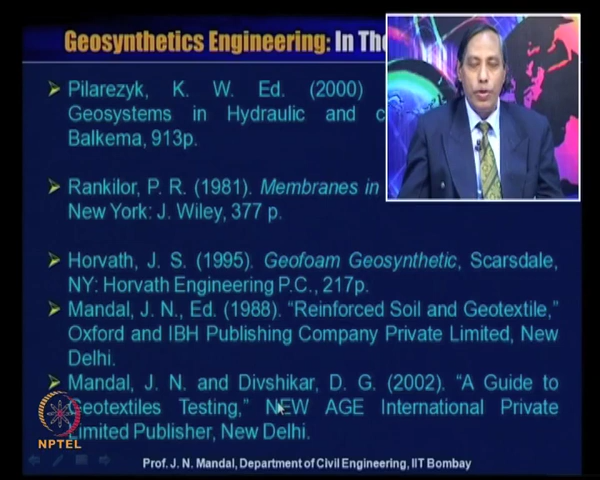 Geosynthetics Engineering: In The
➢ Pilarezyk, K. W. Ed. (2000)
Geosystems in Hydraulic and c
Balkema, 913p.
➢ Rankilor, P. R. (1981). Membranes in
New York: J. Wiley, 377 p.
➢ Horvath, J. S. (1995). Geofoam Geosynthetic, Scarsdale,
NY: Horvath Engineering P.C., 217p.
➢ Mandal, J. N., Ed. (1988). “Reinforced Soil and Geotextile,”
Oxford and IBH Publishing Company Private Limited, New
Delhi.
➢ Mandal, J. N. and Divshikar, D. G. (2002). “A Guide to
Geotextiles Testing,” NEW AGE International Private
Limited Publisher, New Delhi.
NPTEL
Prof. J. N. Mandal, Department of Civil Engineering, IIT Bombay